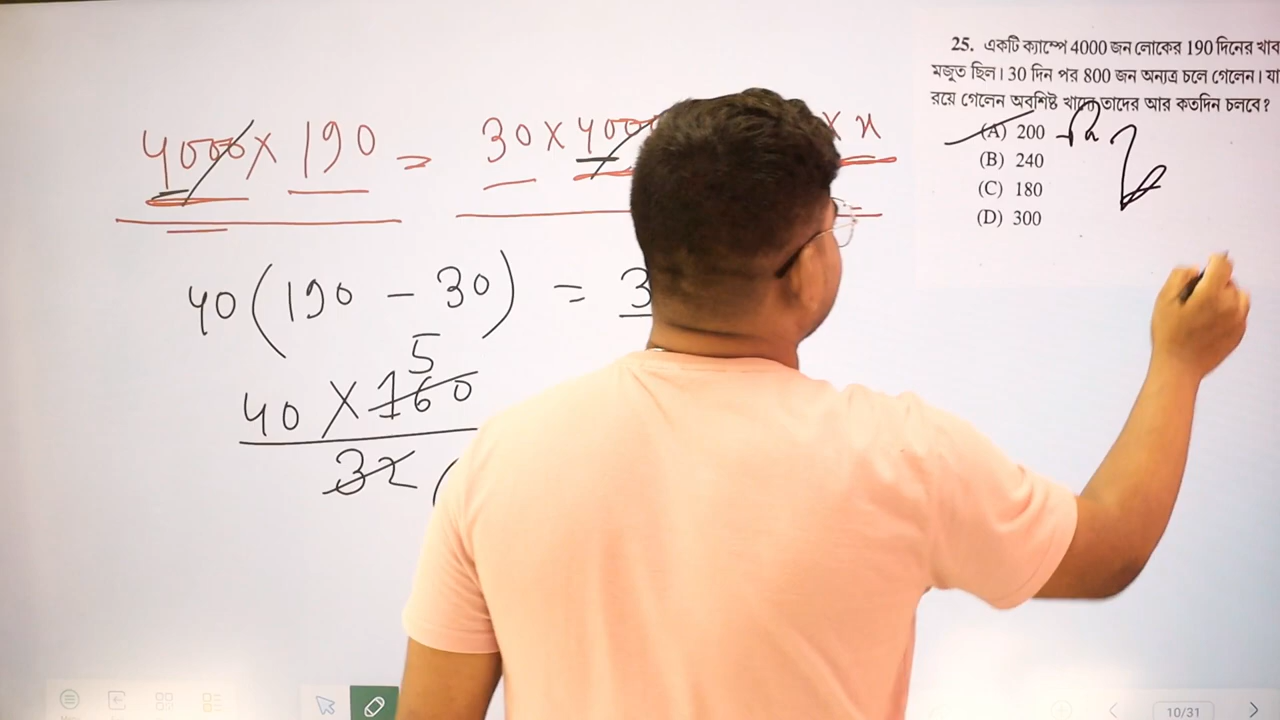 25. একটি ক্যাম্পে 4000 জন লোকের 190 দিনের খাব
মজুত ছিল। 30 দিন পর 800 জন অন্যত্র চলে গেলেন। যা
রয়ে গেলেন অবশিষ্ট খাদ্যে তাদের আর কতদিন চলবে?
(A) 200
(B) 240
(C) 180
(D) 300
4000 × 190 = 30 × 400 × x
40(190 - 30) = 3
5
40 × 160
32
10/31